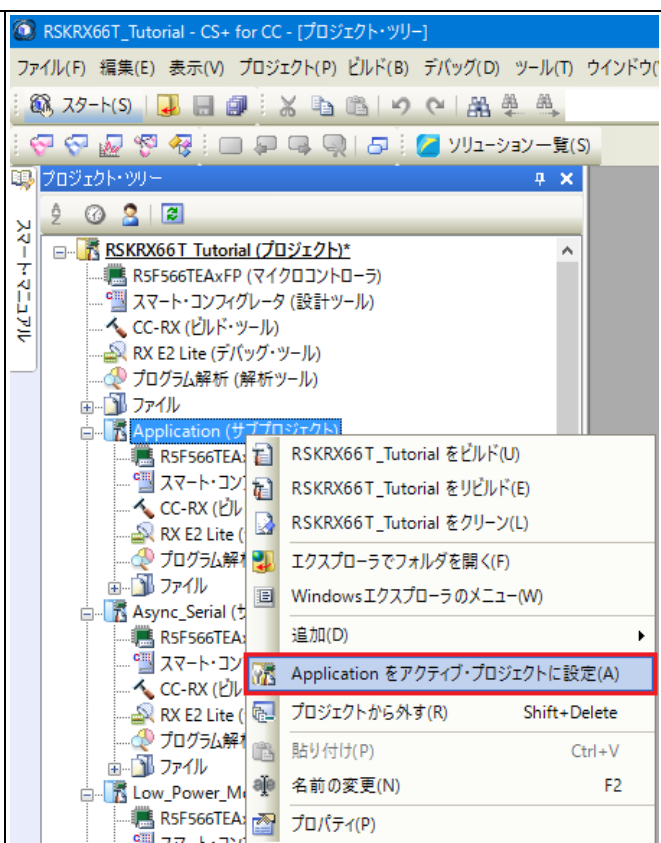 RSKRX66T_Tutorial - CS+ for CC - [プロジェクト・ツリー]
ファイル(F) 編集(E) 表示(V) プロジェクト(P) ビルド(B) デバッグ(D) ツール(T) ウインドウ(
スタート(S)
ソリューション一覧(S)
プロジェクト・ツリー
スマート・マニュアル
RSKRX66T_Tutorial (プロジェクト)*
R5F566TEAxFP (マイクロコントローラ)
スマート・コンフィグレータ (設計ツール)
CC-RX (ビルド・ツール)
RX E2 Lite (デバッグ・ツール)
プログラム解析 (解析ツール)
ファイル
Application (サブプロジェクト)
R5F566TEA
スマート・コン
CC-RX (ビル
RX E2 Lite (
プログラム解
ファイル
Async_Serial (サ
R5F566TEA
スマート・コン
CC-RX (ビル
RX E2 Lite (
プログラム解
ファイル
Low_Power_M
R5F566TEA
RSKRX66T_Tutorial をビルド(U)
RSKRX66T_Tutorial をリビルド(E)
RSKRX66T_Tutorial をクリーン(L)
エクスプローラでフォルダを開く(F)
Windowsエクスプローラのメニュー(W)
追加(D)
Application をアクティブ・プロジェクトに設定(A)
プロジェクトから外す(R) Shift+Delete
貼り付け(P) Ctrl+V
名前の変更(N) F2
プロパティ(P)